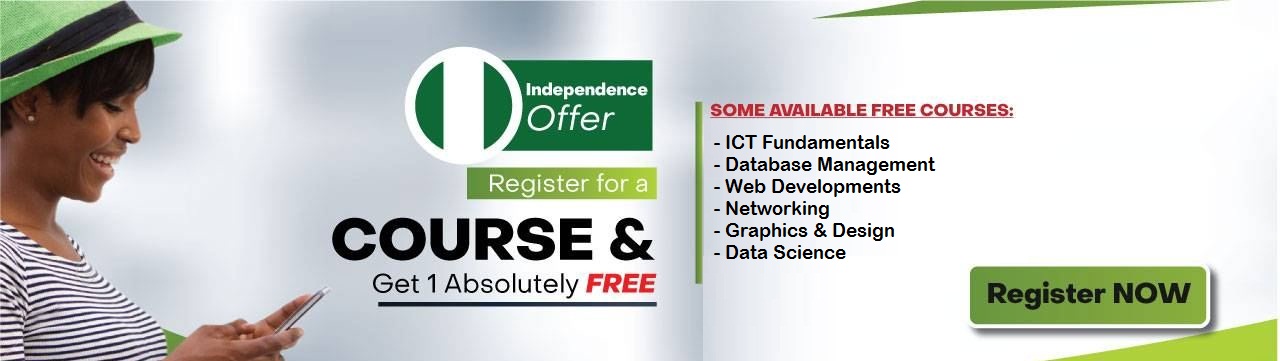 Independence
Offer
Register for a
COURSE &
Get 1 Absolutely FREE
SOME AVAILABLE FREE COURSES:
- ICT Fundamentals
- Database Management
- Web Developments
- Networking
- Graphics & Design
- Data Science
Register NOW